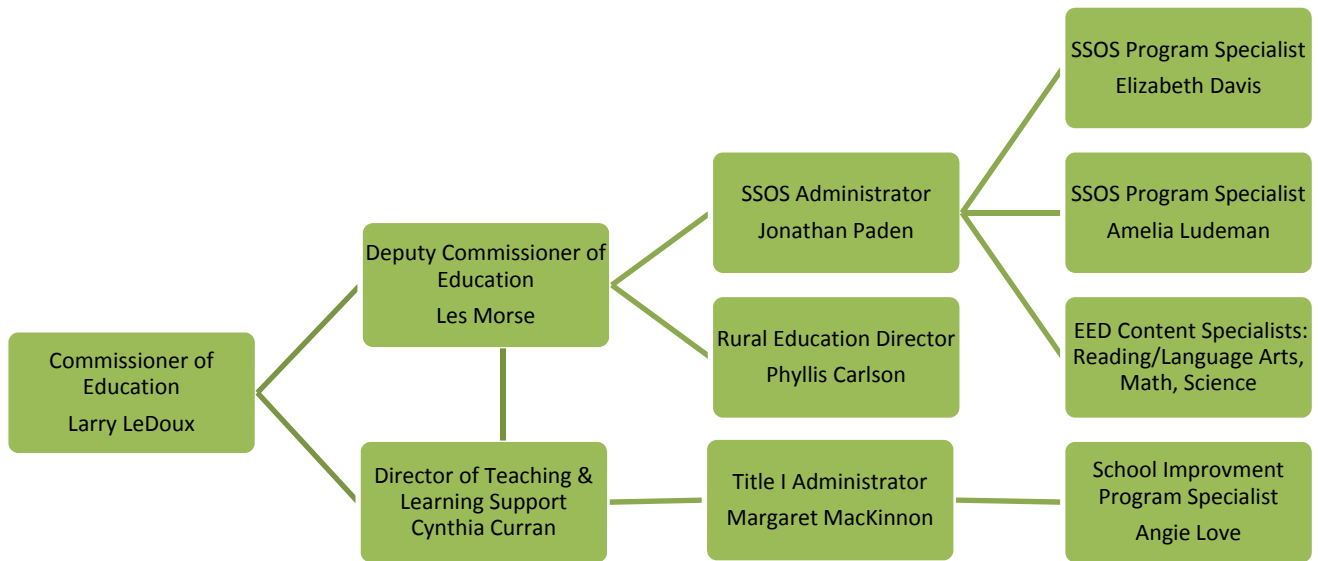 Commissioner of
Education
Larry LeDoux
Deputy Commissioner of
Education
Les Morse
Director of Teaching &
Learning Support
Cynthia Curran
SSOS Administrator
Jonathan Paden
Rural Education Director
Phyllis Carlson
Title I Administrator
Margaret MacKinnon
SSOS Program Specialist
Elizabeth Davis
SSOS Program Specialist
Amelia Ludeman
EED Content Specialists:
Reading/Language Arts,
Math, Science
School Improvment
Program Specialist
Angie Love